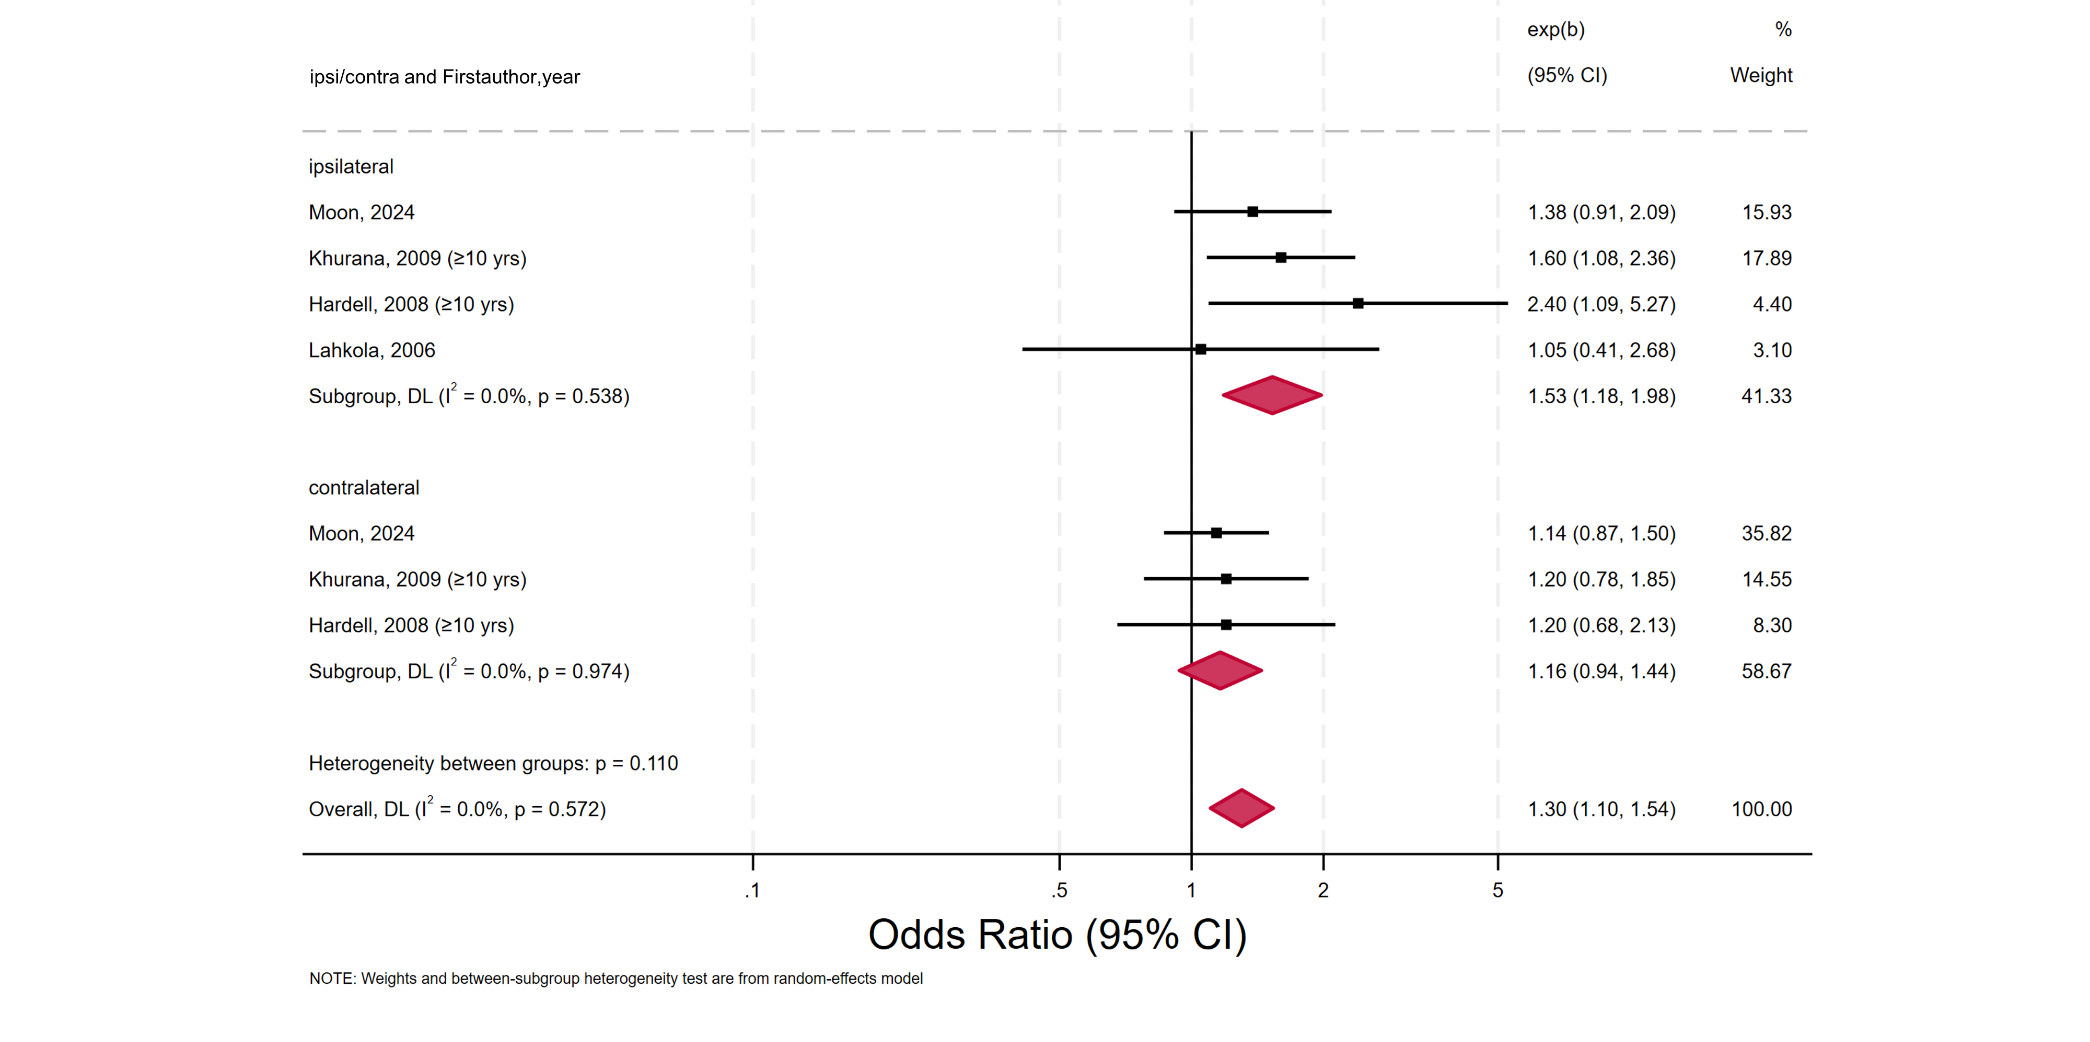 exp(b) %
ipsi/contra and Firstauthor,year (95% CI) Weight
ipsilateral
Moon, 2024 1.38 (0.91, 2.09) 15.93
Khurana, 2009 (≥10 yrs) 1.60 (1.08, 2.36) 17.89
Hardell, 2008 (≥10 yrs) 2.40 (1.09, 5.27) 4.40
Lahkola, 2006 1.05 (0.41, 2.68) 3.10
Subgroup, DL (I² = 0.0%, p = 0.538) 1.53 (1.18, 1.98) 41.33
contralateral
Moon, 2024 1.14 (0.87, 1.50) 35.82
Khurana, 2009 (≥10 yrs) 1.20 (0.78, 1.85) 14.55
Hardell, 2008 (≥10 yrs) 1.20 (0.68, 2.13) 8.30
Subgroup, DL (I² = 0.0%, p = 0.974) 1.16 (0.94, 1.44) 58.67
Heterogeneity between groups: p = 0.110
Overall, DL (I² = 0.0%, p = 0.572) 1.30 (1.10, 1.54) 100.00
.1 .5 1 2 5
Odds Ratio (95% CI)
NOTE: Weights and between-subgroup heterogeneity test are from random-effects model